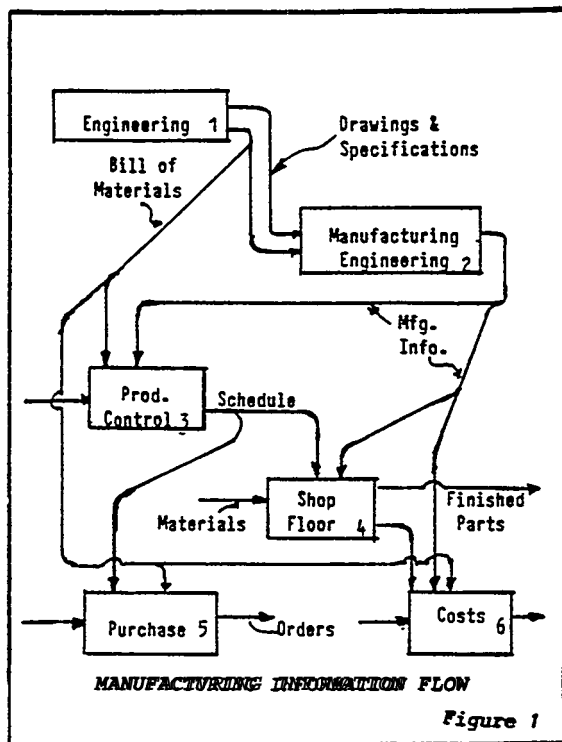 Engineering 1
Drawings &
Specifications
Bill of
Materials
Manufacturing
Engineering 2
Mfg.
Info.
Prod.
Control 3
Schedule
Shop
Floor 4
Materials
Finished
Parts
Purchase 5
Orders
Costs 6
MANUFACTURING INFORMATION FLOW
Figure 1